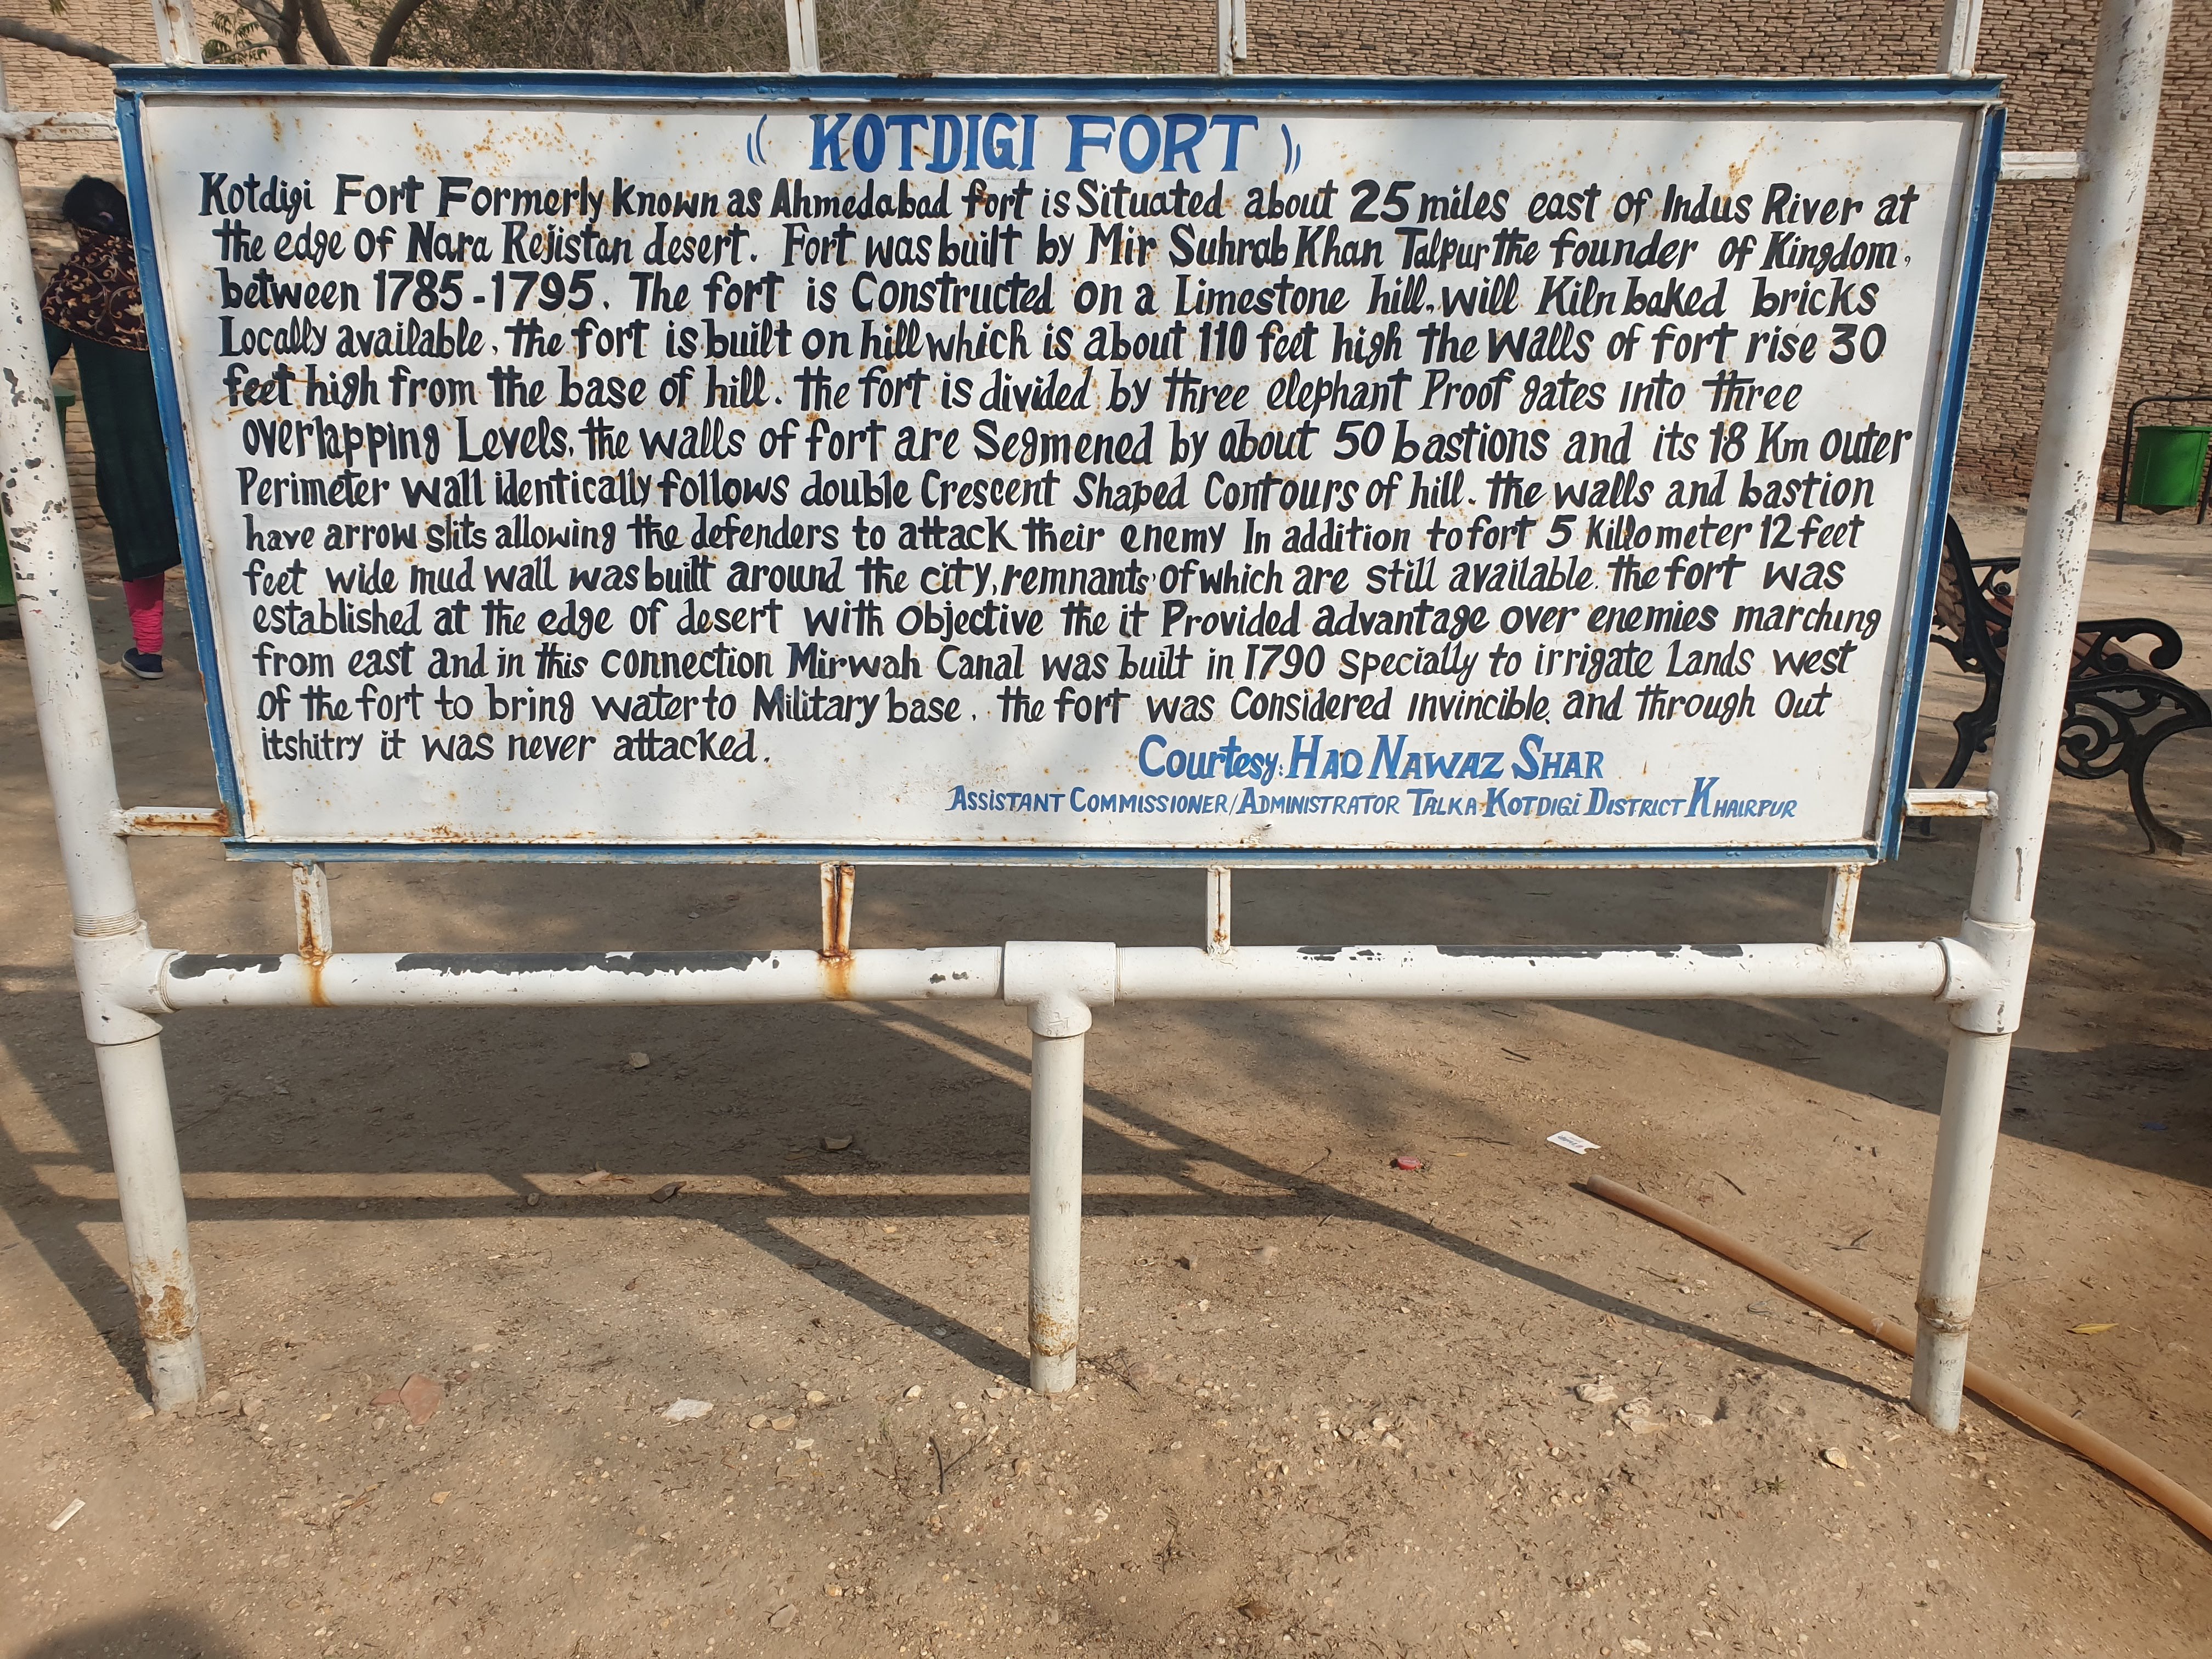 (( KOTDIGI FORT ))
Kotdigi Fort Formerly known as Ahmedabad fort is Situated about 25 miles east of Indus River at
the edge of Nara Rejistan desert. Fort was built by Mir Suhrab Khan Talpur the founder of Kingdom,
between 1785-1795. The fort is Constructed on a Limestone hill, will Kiln baked bricks
Locally available, the fort is built on hill which is about 110 feet high the walls of fort rise 30
feet high from the base of hill. the fort is divided by three elephant Proof gates into three
overlapping Levels, the walls of fort are Segmened by about 50 bastions and its 18 Km outer
Perimeter wall identically follows double Crescent Shaped Contours of hill. the walls and bastion
have arrow slits allowing the defenders to attack their enemy In addition to fort 5 Killometer 12 feet
feet wide mud wall was built around the city, remnants of which are still available. the fort was
established at the edge of desert with objective the it Provided advantage over enemies marching
from east and in this connection Mirwah Canal was built in 1790 specially to irrigate Lands west
of the fort to bring water to Military base. the fort was Considered invincible and through out
itshitry it was never attacked.
Courtesy: HAQ NAWAZ SHAR
ASSISTANT COMMISSIONER/ADMINISTRATOR TALKA KOTDIGI DISTRICT KHAIRPUR